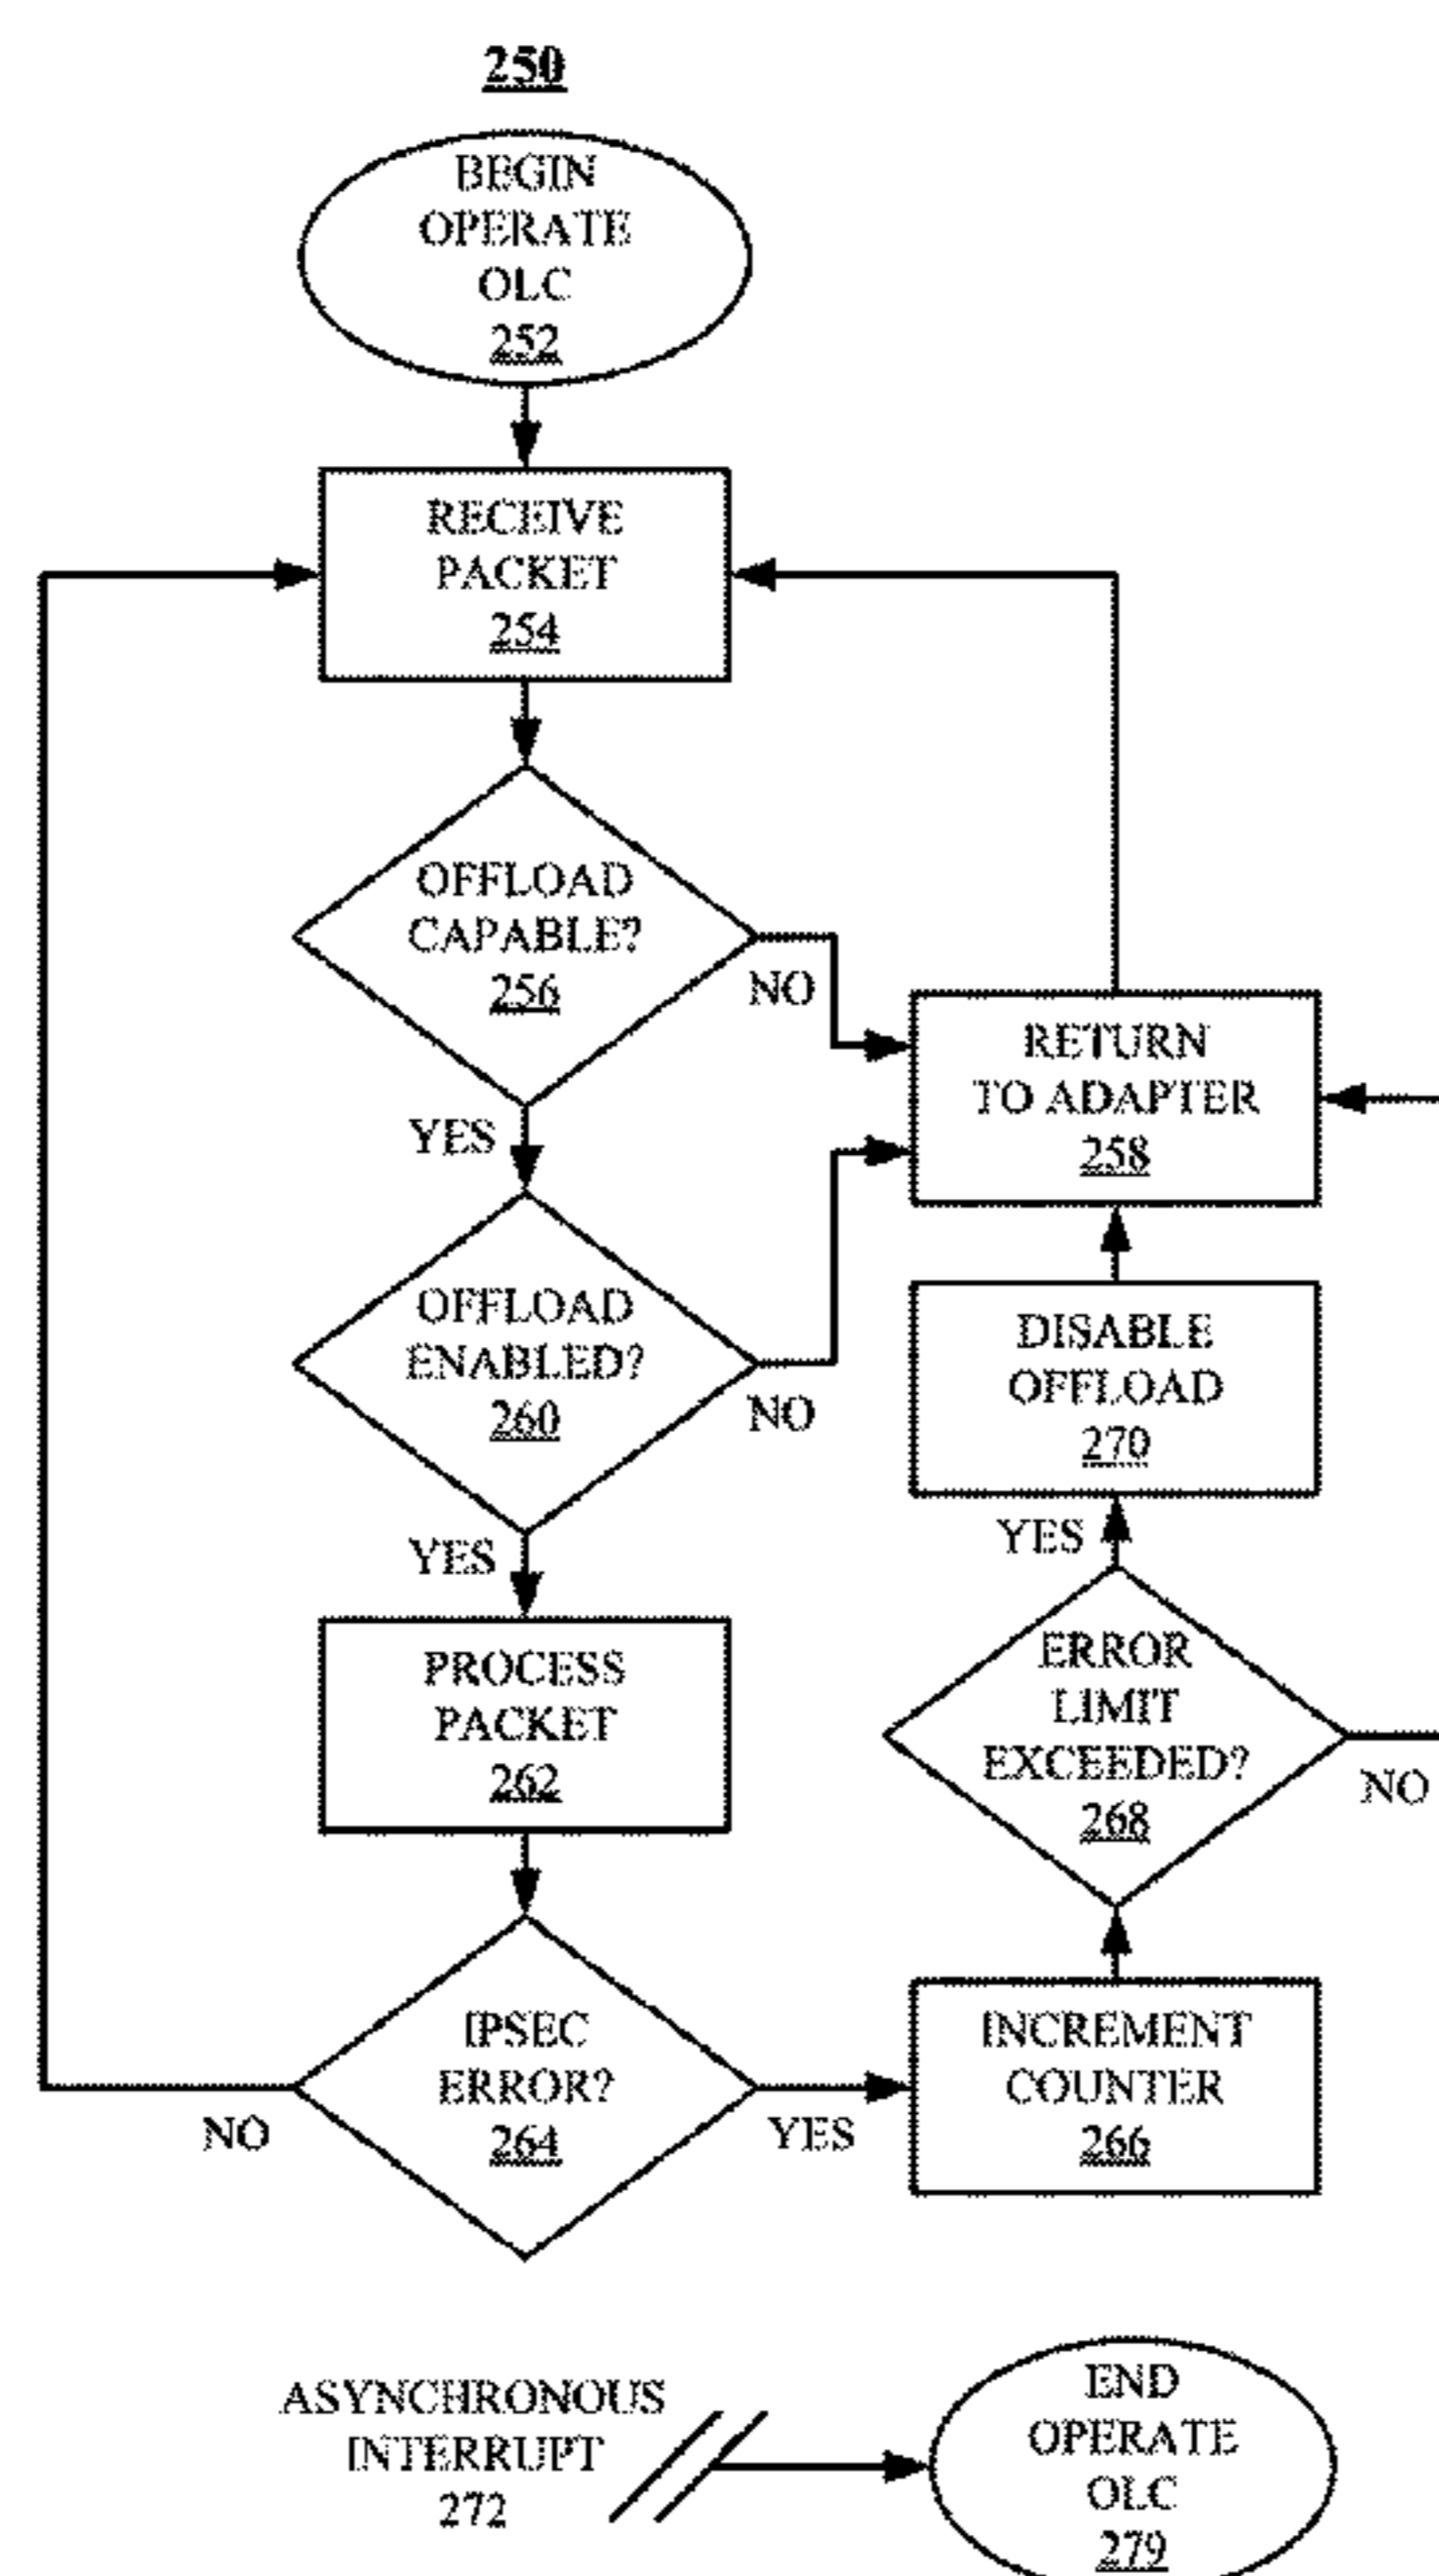 250
BEGIN
OPERATE
OLC
252
RECEIVE
PACKET
254
OFFLOAD
CAPABLE?
256
NO
YES
RETURN
TO ADAPTER
258
OFFLOAD
ENABLED?
260
NO
YES
DISABLE
OFFLOAD
270
YES
PROCESS
PACKET
262
ERROR
LIMIT
EXCEEDED?
268
NO
IPSEC
ERROR?
264
NO
YES
INCREMENT
COUNTER
266
ASYNCHRONOUS
INTERRUPT
272
END
OPERATE
OLC
279